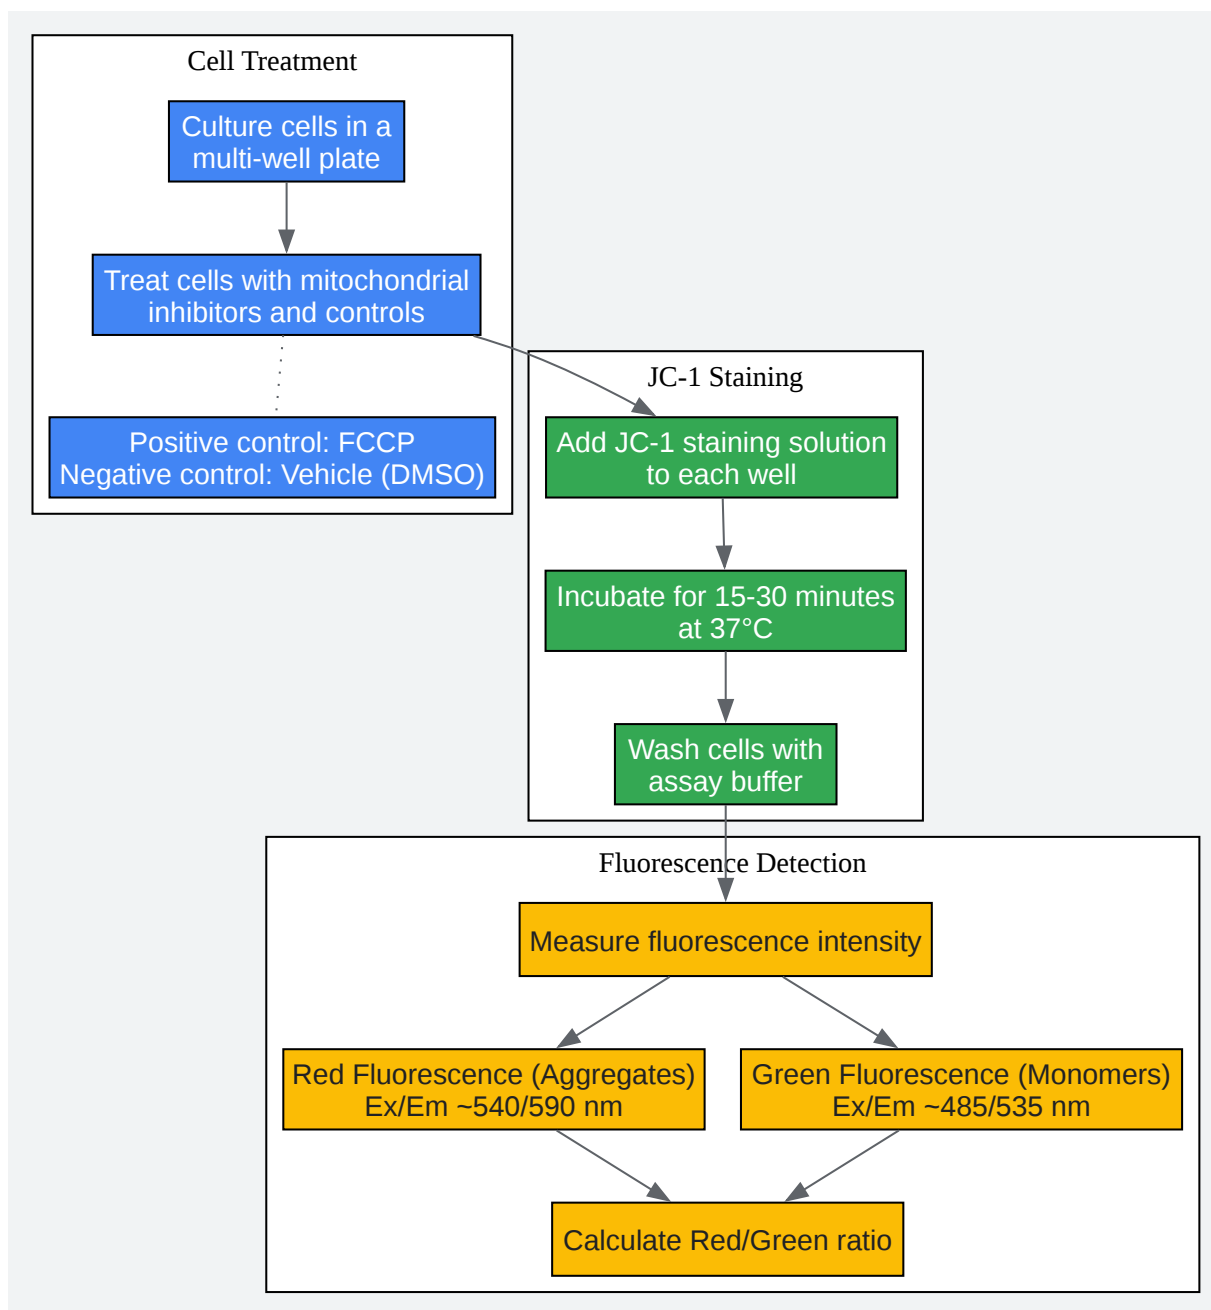 Cell Treatment
Culture cells in a
multi-well plate
Treat cells with mitochondrial
inhibitors and controls
Positive control: FCCP
Negative control: Vehicle (DMSO)
JC-1 Staining
Add JC-1 staining solution
to each well
Incubate for 15-30 minutes
at 37°C
Wash cells with
assay buffer
Fluorescence Detection
Measure fluorescence intensity
Red Fluorescence (Aggregates)
Ex/Em ~540/590 nm
Green Fluorescence (Monomers)
Ex/Em ~485/535 nm
Calculate Red/Green ratio